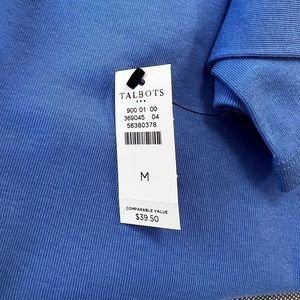 TALBOTS
900 01 00
369045 04
56380378
M
COMPARABLE VALUE
$39.50